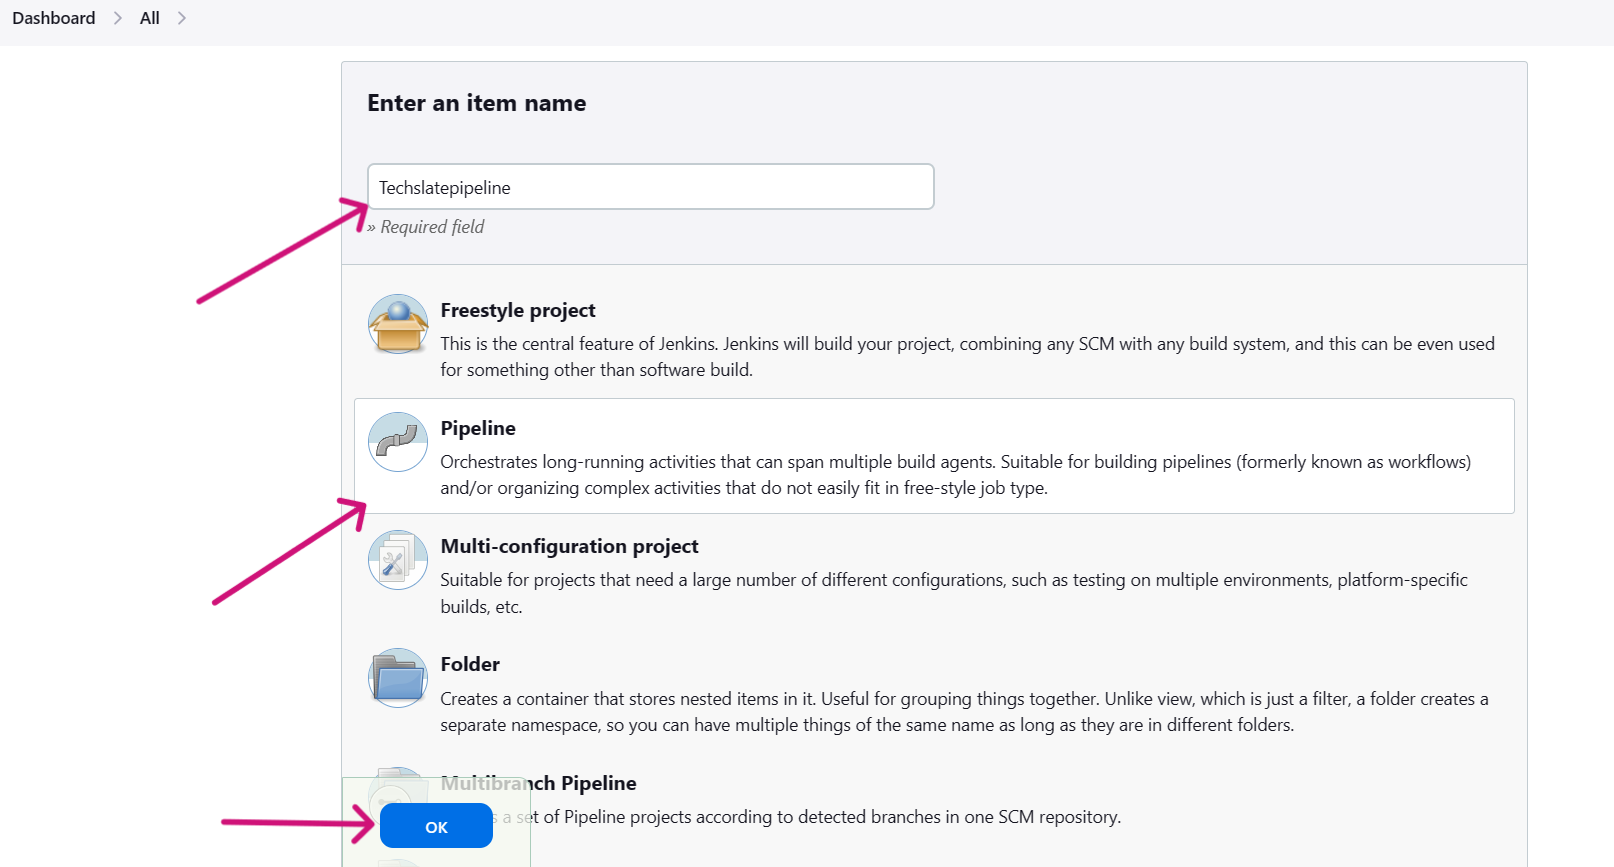 Dashboard > All >
Enter an item name
Techslatepipeline
» Required field
Freestyle project
This is the central feature of Jenkins. Jenkins will build your project, combining any SCM with any build system, and this can be even used
for something other than software build.
Pipeline
Orchestrates long-running activities that can span multiple build agents. Suitable for building pipelines (formerly known as workflows)
and/or organizing complex activities that do not easily fit in free-style job type.
Multi-configuration project
Suitable for projects that need a large number of different configurations, such as testing on multiple environments, platform-specific
builds, etc.
Folder
Creates a container that stores nested items in it. Useful for grouping things together. Unlike view, which is just a filter, a folder creates a
separate namespace, so you can have multiple things of the same name as long as they are in different folders.
Multibranch Pipeline
a set of Pipeline projects according to detected branches in one SCM repository.
OK